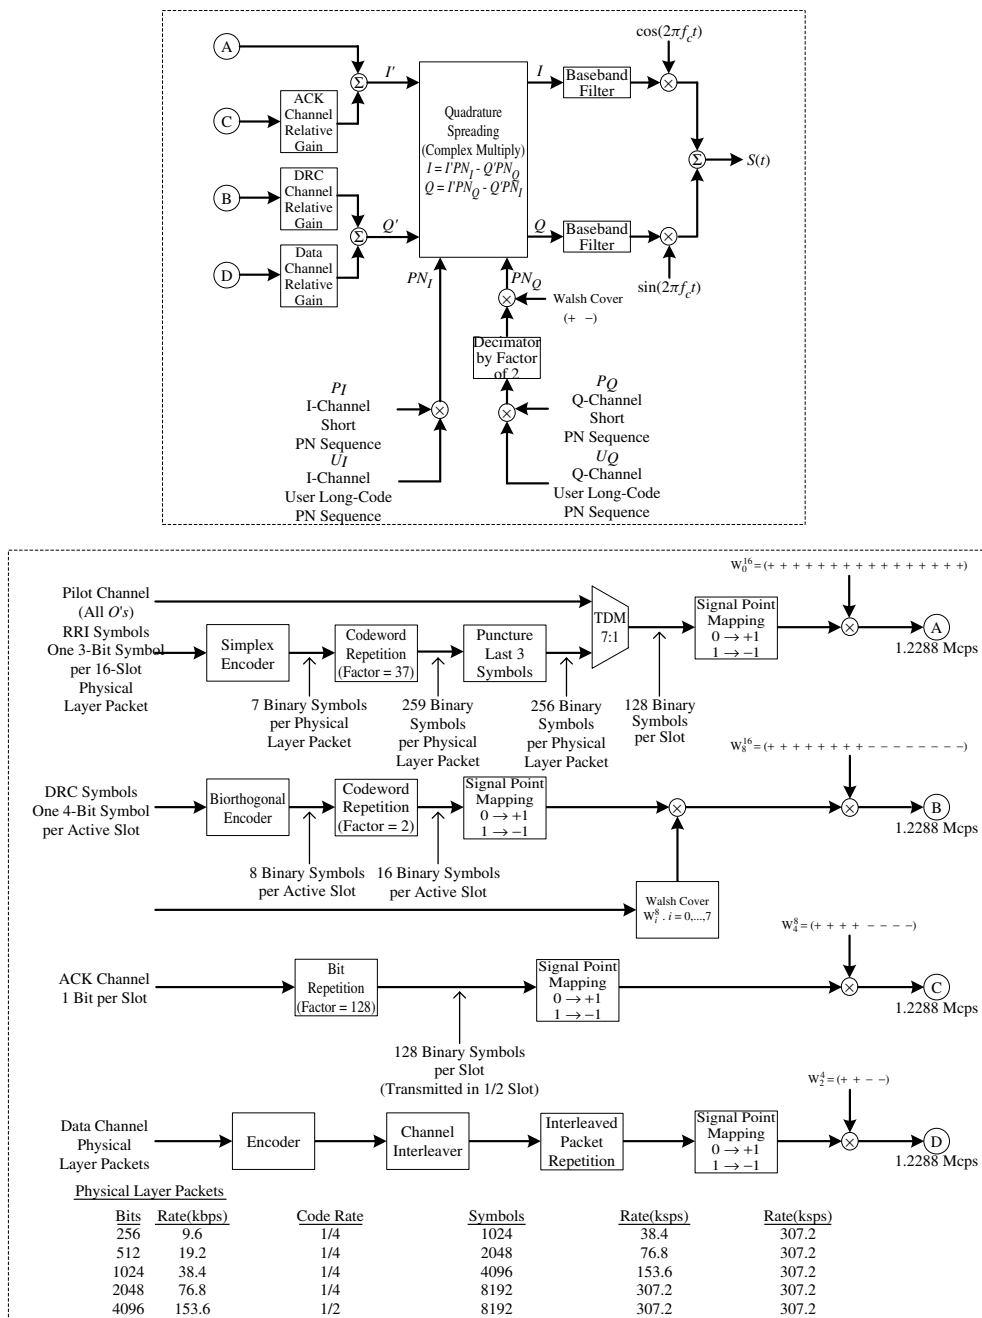 cos(2πf_ct)
A
I'
I
Baseband
Filter
×
Σ
ACK
Channel
Relative
Gain
C
Quadrature
Spreading
(Complex Multiply)
I = I'PN_I - Q'PN_Q
Q = I'PN_Q - Q'PN_I
Σ
S(t)
DRC
Channel
Relative
Gain
B
Q'
Σ
Q
Baseband
Filter
×
Data
Channel
Relative
Gain
D
PN_I
PN_Q
sin(2πf_ct)
×
Walsh Cover
(+ −)
Decimator
by Factor
of 2
P_I
I-Channel
Short
PN Sequence
×
×
P_Q
Q-Channel
Short
PN Sequence
U_I
I-Channel
User Long-Code
PN Sequence
U_Q
Q-Channel
User Long-Code
PN Sequence
W_0^16 = (+ + + + + + + + + + + + + + + +)
Pilot Channel
(All O's)
RRI Symbols
One 3-Bit Symbol
per 16-Slot
Physical
Layer Packet
Simplex
Encoder
Codeword
Repetition
(Factor = 37)
Puncture
Last 3
Symbols
TDM
7:1
Signal Point
Mapping
0 → +1
1 → −1
×
A
1.2288 Mcps
7 Binary Symbols
per Physical
Layer Packet
259 Binary
Symbols
per Physical
Layer Packet
256 Binary
Symbols
per Physical
Layer Packet
128 Binary
Symbols
per Slot
W_8^16 = (+ + + + + + + + − − − − − − − −)
DRC Symbols
One 4-Bit Symbol
per Active Slot
Biorthogonal
Encoder
Codeword
Repetition
(Factor = 2)
Signal Point
Mapping
0 → +1
1 → −1
×
×
B
1.2288 Mcps
8 Binary Symbols
per Active Slot
16 Binary Symbols
per Active Slot
Walsh Cover
W_i^8 . i = 0,...,7
W_4^8 = (+ + + + − − − −)
ACK Channel
1 Bit per Slot
Bit
Repetition
(Factor = 128)
Signal Point
Mapping
0 → +1
1 → −1
×
C
1.2288 Mcps
128 Binary Symbols
per Slot
(Transmitted in 1/2 Slot)
W_2^4 = (+ + − −)
Data Channel
Physical
Layer Packets
Encoder
Channel
Interleaver
Interleaved
Packet
Repetition
Signal Point
Mapping
0 → +1
1 → −1
×
D
1.2288 Mcps
Physical Layer Packets
Bits Rate(kbps) Code Rate Symbols Rate(ksps) Rate(ksps)
256 9.6 1/4 1024 38.4 307.2
512 19.2 1/4 2048 76.8 307.2
1024 38.4 1/4 4096 153.6 307.2
2048 76.8 1/4 8192 307.2 307.2
4096 153.6 1/2 8192 307.2 307.2